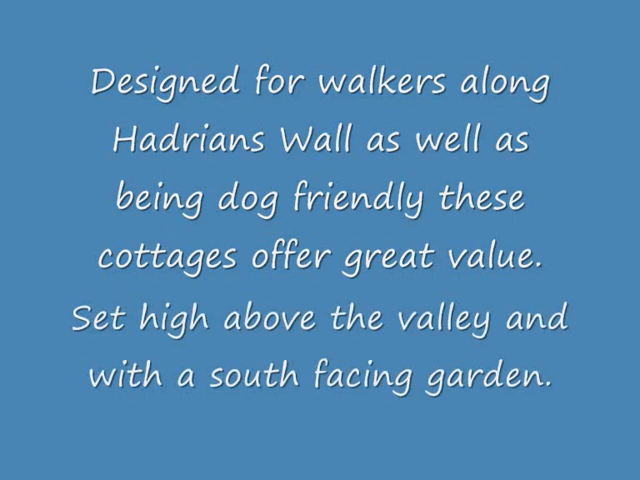 Designed for walkers along
Hadrians Wall as well as
being dog friendly these
cottages offer great value.
Set high above the valley and
with a south facing garden.